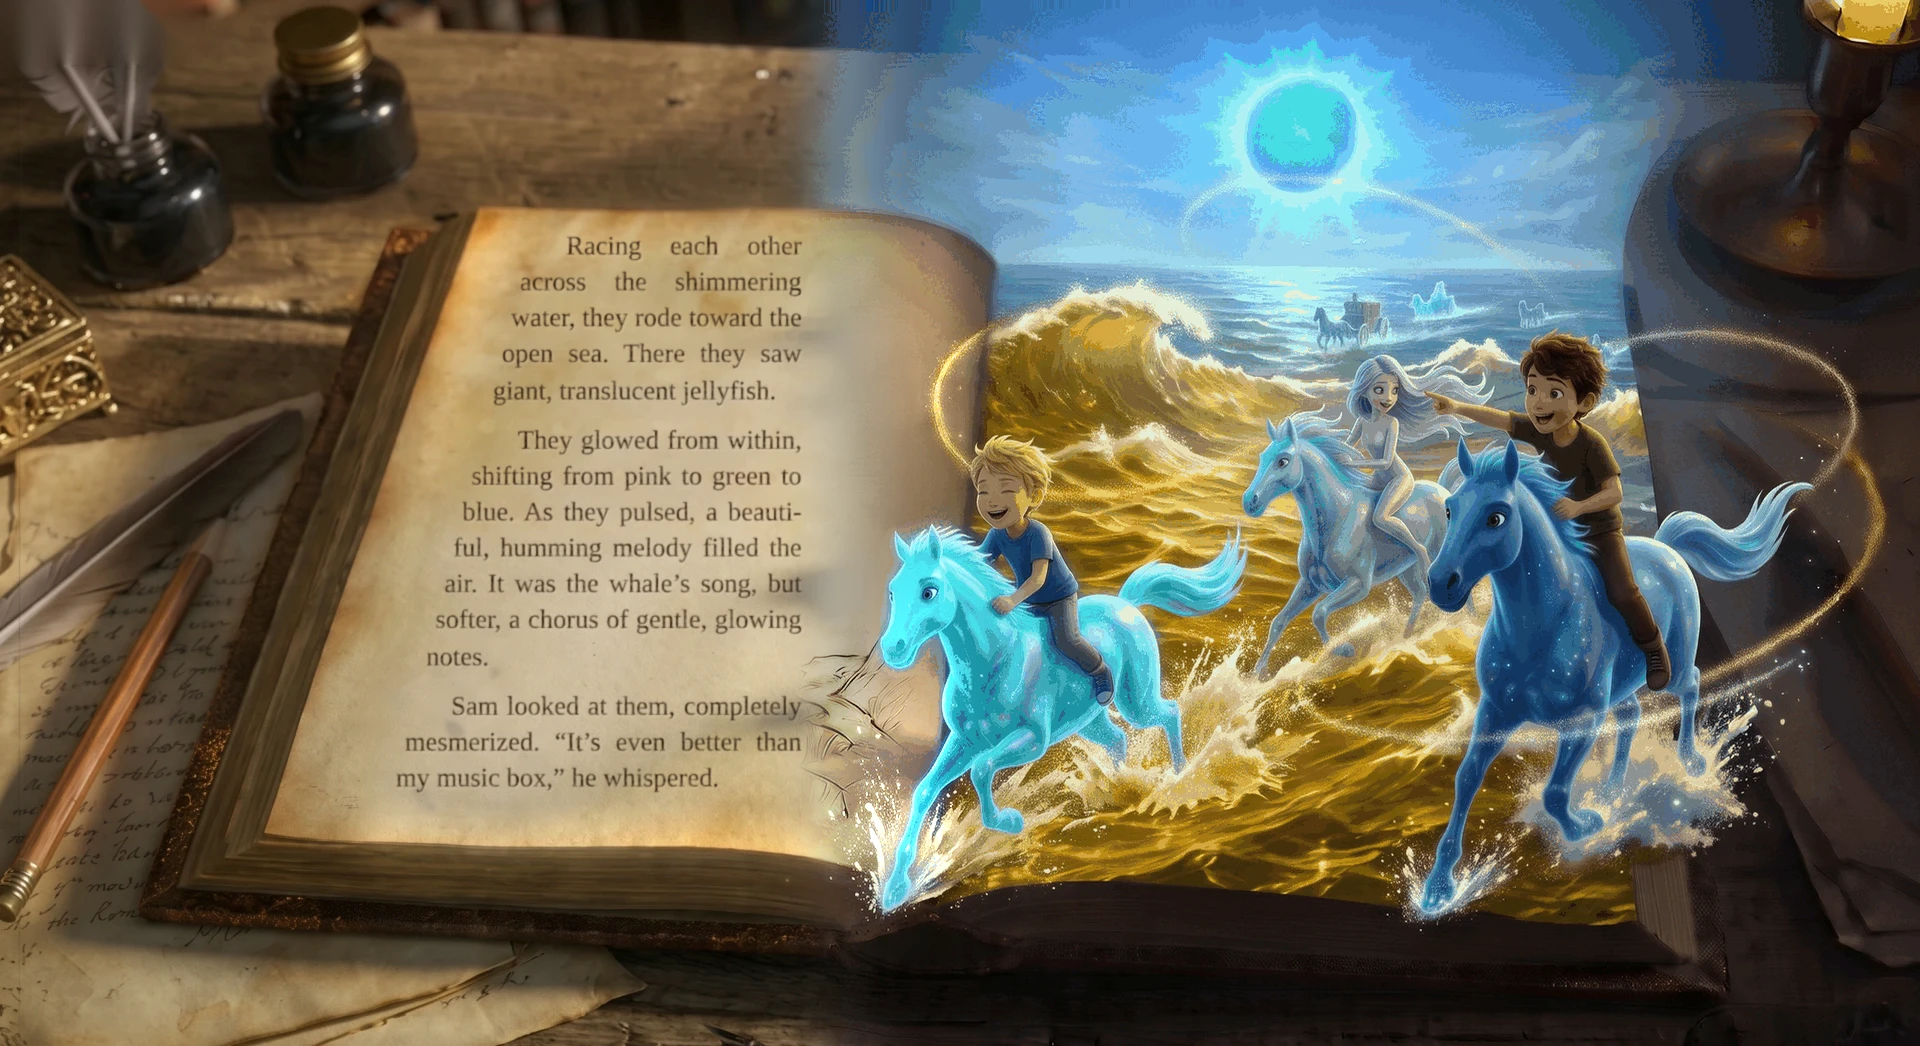 Racing each other
across the shimmering
water, they rode toward the
open sea. There they saw
giant, translucent jellyfish.
They glowed from within,
shifting from pink to green to
blue. As they pulsed, a beauti-
ful, humming melody filled the
air. It was the whale’s song, but
softer, a chorus of gentle, glowing
notes.
Sam looked at them, completely
mesmerized. “It’s even better than
my music box,” he whispered.